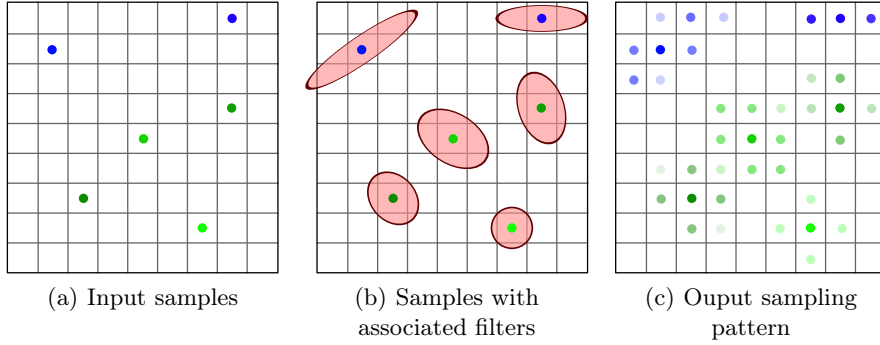 (a) Input samples
(b) Samples with
associated filters
(c) Ouput sampling
pattern